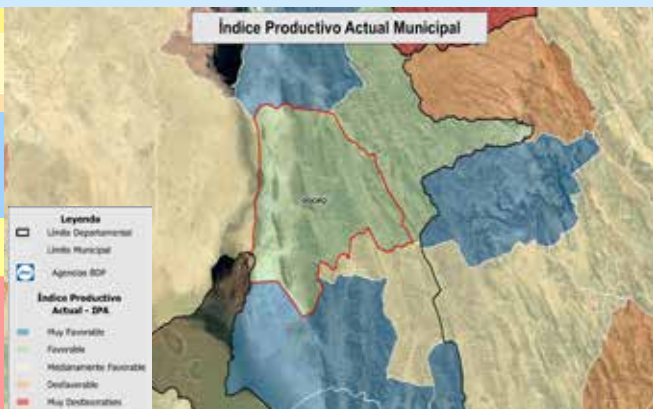 Índice Productivo Actual Municipal
Leyenda
Límite Departamental
Límite Municipal
Agencias BDP
Índice Productivo
Actual - IPA
Muy Favorable
Favorable
Medianamente Favorable
Desfavorable
Muy Desfavorables